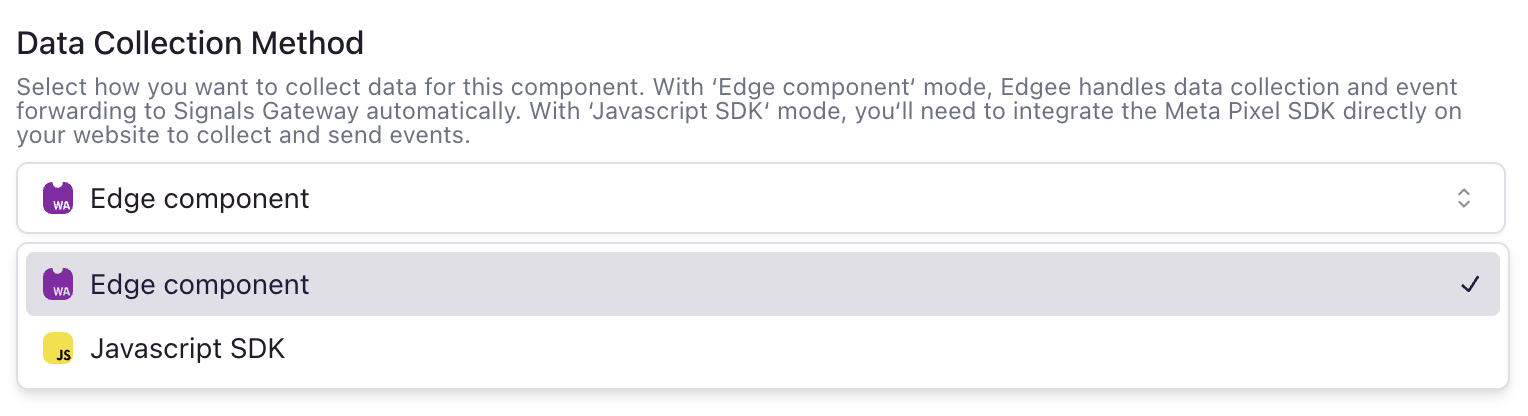 Data Collection Method
Select how you want to collect data for this component. With ‘Edge component‘ mode, Edgee handles data collection and event
forwarding to Signals Gateway automatically. With ‘Javascript SDK‘ mode, you‘ll need to integrate the Meta Pixel SDK directly on
your website to collect and send events.
WA Edge component
WA Edge component
JS Javascript SDK